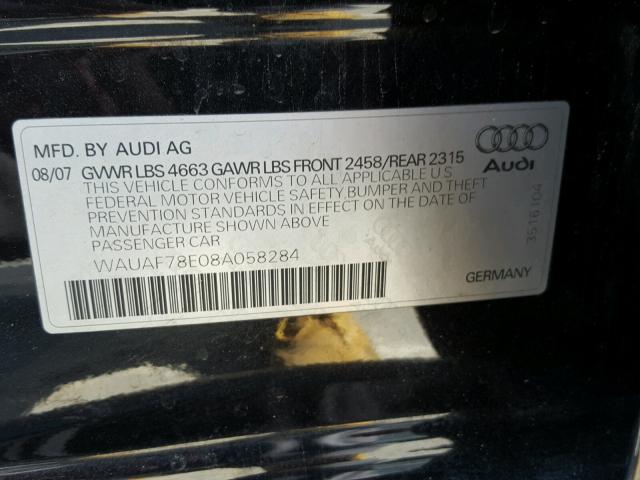 MFD. BY AUDI AG
08/07 GVWR LBS 4663 GAWR LBS FRONT 2458/REAR 2315
THIS VEHICLE CONFORMS TO ALL APPLICABLE U S
FEDERAL MOTOR VEHICLE SAFETY, BUMPER AND THEFT
PREVENTION STANDARDS IN EFFECT ON THE DATE OF
MANUFACTURE SHOWN ABOVE
PASSENGER CAR
WAUAF78E08A058284
Audi
3516104
GERMANY